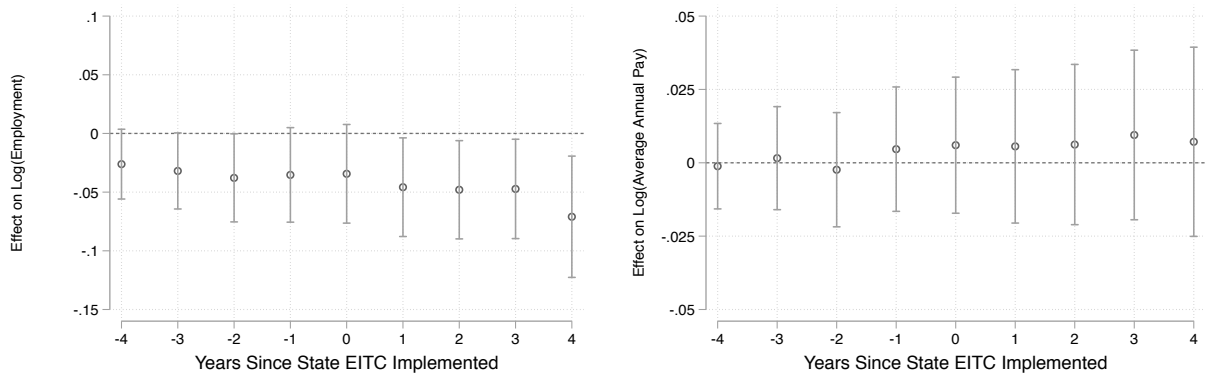 Effect on Log(Employment)
.1
.05
0
-.05
-.1
-.15
-4 -3 -2 -1 0 1 2 3 4
Years Since State EITC Implemented
Effect on Log(Average Annual Pay)
.05
.025
0
-.025
-.05
-4 -3 -2 -1 0 1 2 3 4
Years Since State EITC Implemented